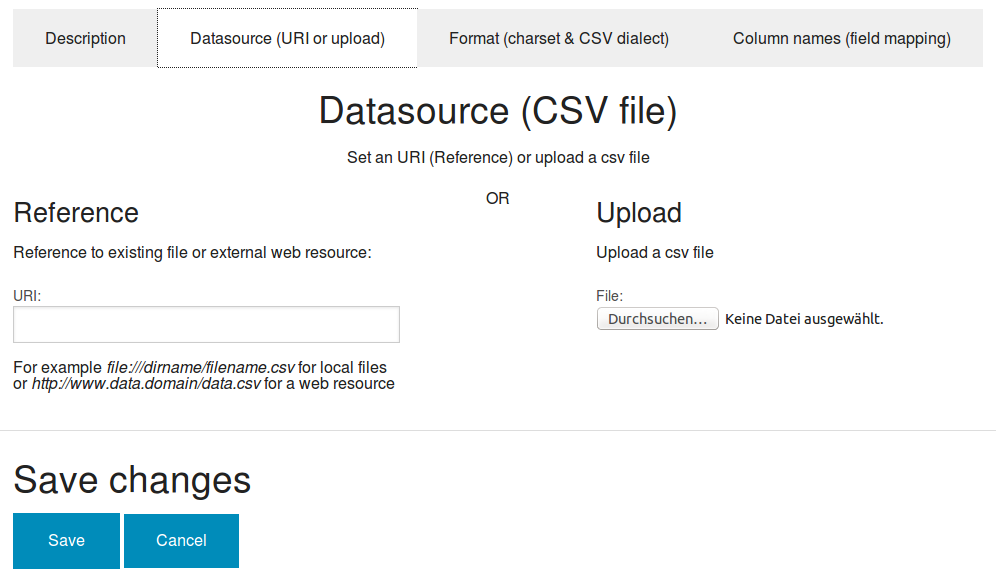 Description
Datasource (URI or upload)
Format (charset & CSV dialect)
Column names (field mapping)
Datasource (CSV file)
Set an URI (Reference) or upload a csv file
OR
Reference
Reference to existing file or external web resource:
URI:
For example file:///dirname/filename.csv for local files
or http://www.data.domain/data.csv for a web resource
Upload
Upload a csv file
File:
Durchsuchen... Keine Datei ausgewählt.
Save changes
Save
Cancel